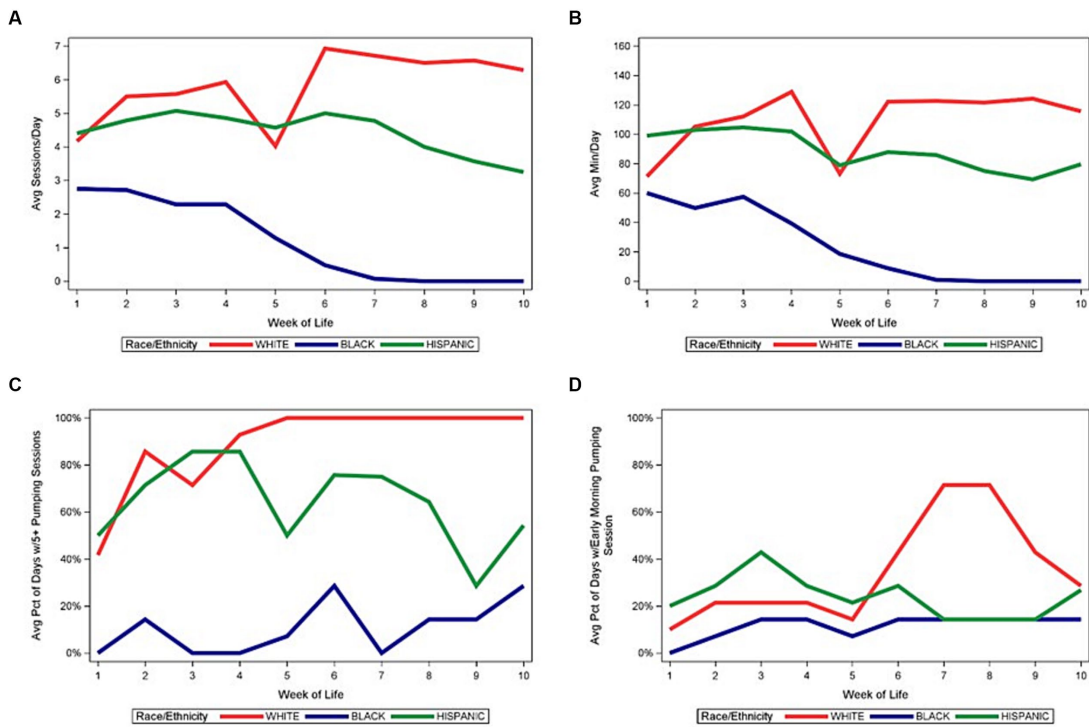 A
Avg Sessions/Day
7
6
5
4
3
2
1
0
1 2 3 4 5 6 7 8 9 10
Week of Life
Race/Ethnicity WHITE BLACK HISPANIC
B
Avg Min/Day
160
140
120
100
80
60
40
20
0
1 2 3 4 5 6 7 8 9 10
Week of Life
Race/Ethnicity WHITE BLACK HISPANIC
C
Avg Pct of Days w/5+ Pumping Sessions
100%
80%
60%
40%
20%
0%
1 2 3 4 5 6 7 8 9 10
Week of Life
Race/Ethnicity WHITE BLACK HISPANIC
D
Avg Pct of Days w/Early Morning Pumping
Session
100%
80%
60%
40%
20%
0%
1 2 3 4 5 6 7 8 9 10
Week of Life
Race/Ethnicity WHITE BLACK HISPANIC